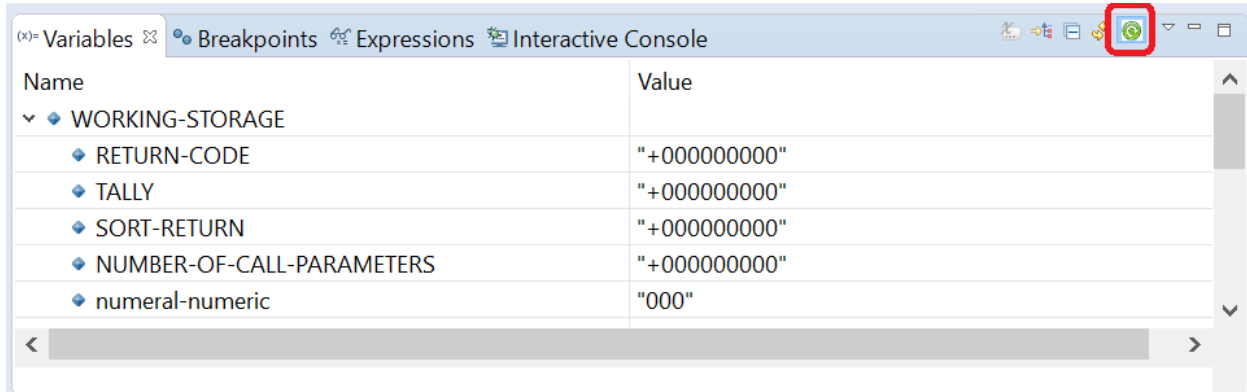 (x)= Variables Breakpoints Expressions Interactive Console
Name Value
WORKING-STORAGE
RETURN-CODE "+000000000"
TALLY "+000000000"
SORT-RETURN "+000000000"
NUMBER-OF-CALL-PARAMETERS "+000000000"
numeral-numeric "000"